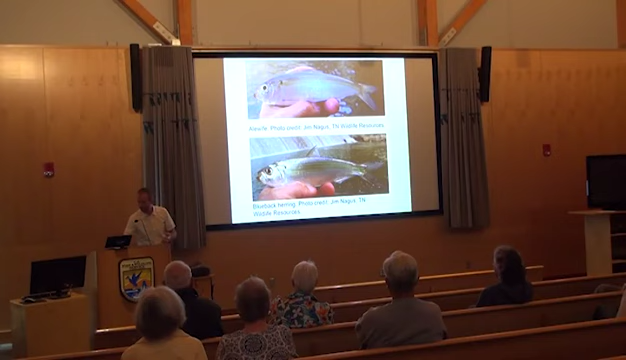 Alewife. Photo credit: Jim Negus, TN Wildlife Resources
Blueback herring. Photo credit: Jim Negus, TN
Wildlife Resources